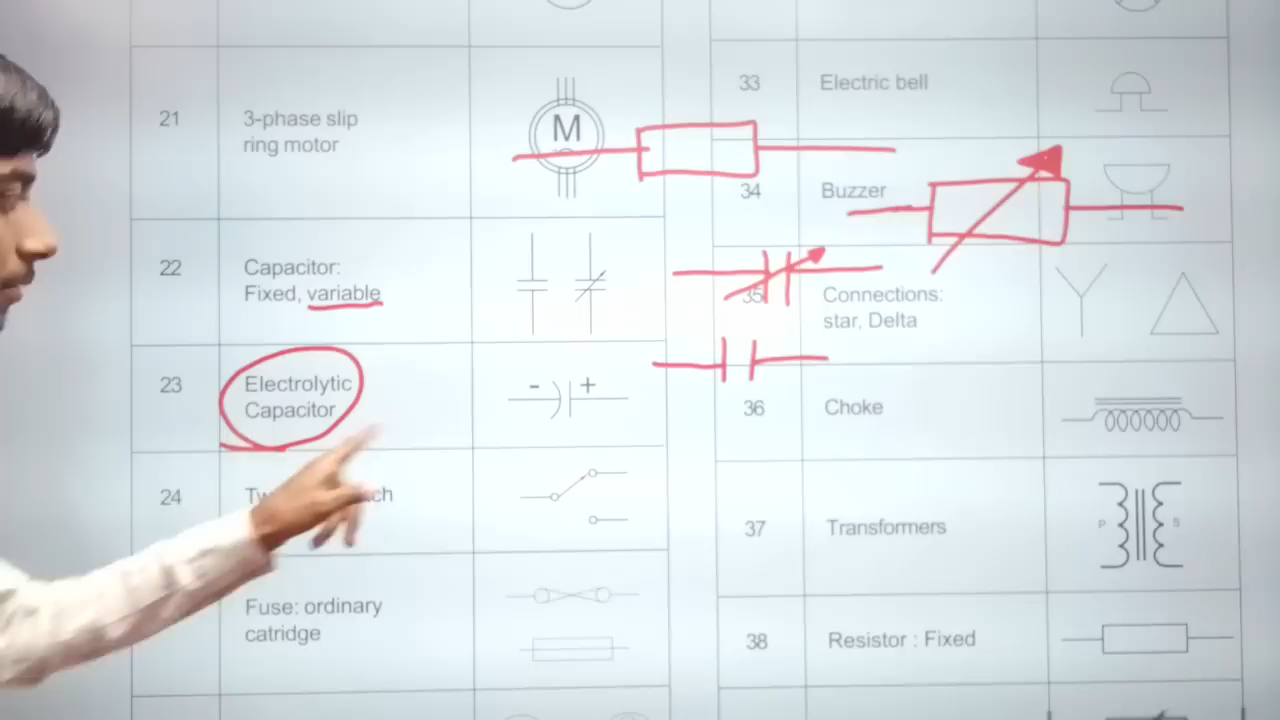 21
3-phase slip
ring motor
M
22
Capacitor:
Fixed, variable
23
Electrolytic
Capacitor
- +
24
Fuse: ordinary
catridge
33
Electric bell
34
Buzzer
35
Connections:
star, Delta
36
Choke
37
Transformers
P S
38
Resistor : Fixed